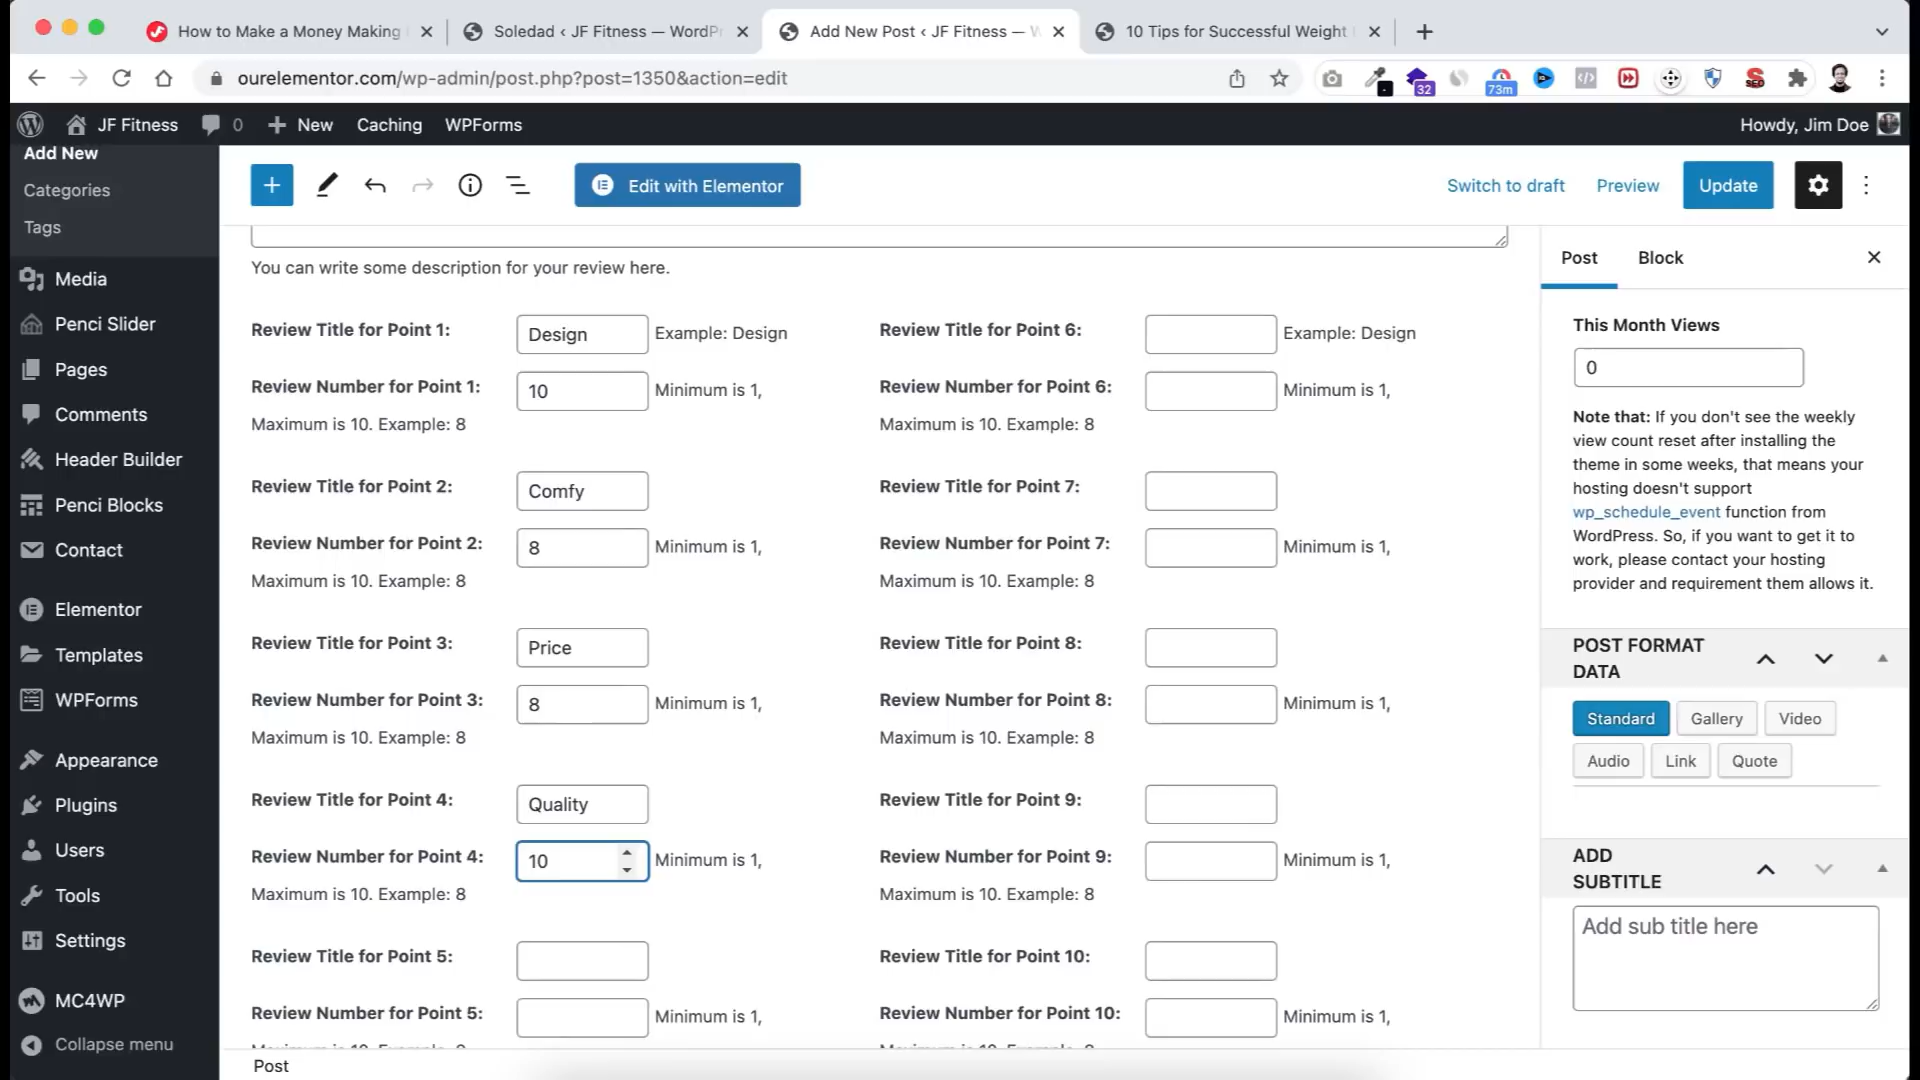 How to Make a Money Making
Soledad ‹ JF Fitness — WordPr
Add New Post ‹ JF Fitness — W
10 Tips for Successful Weight
ourelementor.com/wp-admin/post.php?post=1350&action=edit
32
73m
SEO
JF Fitness
0
New
Caching
WPForms
Howdy, Jim Doe
Add New
Categories
Tags
Media
Penci Slider
Pages
Comments
Header Builder
Penci Blocks
Contact
Elementor
Templates
WPForms
Appearance
Plugins
Users
Tools
Settings
MC4WP
Collapse menu
Edit with Elementor
Switch to draft
Preview
Update
You can write some description for your review here.
Review Title for Point 1: Design Example: Design
Review Number for Point 1: 10 Minimum is 1,
Maximum is 10. Example: 8
Review Title for Point 2: Comfy
Review Number for Point 2: 8 Minimum is 1,
Maximum is 10. Example: 8
Review Title for Point 3: Price
Review Number for Point 3: 8 Minimum is 1,
Maximum is 10. Example: 8
Review Title for Point 4: Quality
Review Number for Point 4: 10 Minimum is 1,
Maximum is 10. Example: 8
Review Title for Point 5:
Review Number for Point 5: Minimum is 1,
Review Title for Point 6: Example: Design
Review Number for Point 6: Minimum is 1,
Maximum is 10. Example: 8
Review Title for Point 7:
Review Number for Point 7: Minimum is 1,
Maximum is 10. Example: 8
Review Title for Point 8:
Review Number for Point 8: Minimum is 1,
Maximum is 10. Example: 8
Review Title for Point 9:
Review Number for Point 9: Minimum is 1,
Maximum is 10. Example: 8
Review Title for Point 10:
Review Number for Point 10: Minimum is 1,
Post
Post
Block
This Month Views
0
Note that: If you don't see the weekly
view count reset after installing the
theme in some weeks, that means your
hosting doesn't support
wp_schedule_event function from
WordPress. So, if you want to get it to
work, please contact your hosting
provider and requirement them allows it.
POST FORMAT
DATA
Standard
Gallery
Video
Audio
Link
Quote
ADD
SUBTITLE
Add sub title here